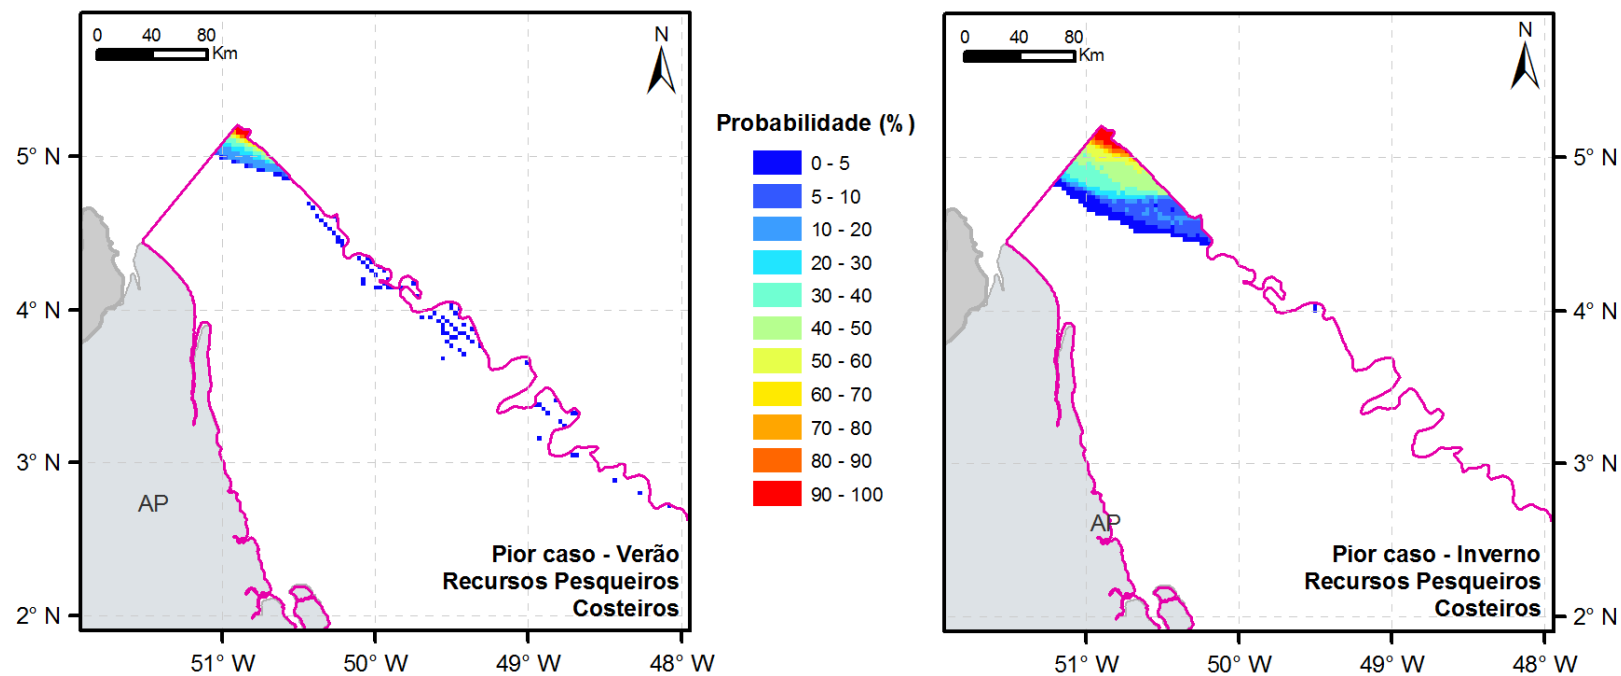 0 40 80
Km
N
5° N
4° N
3° N
2° N
AP
Pior caso - Verão
Recursos Pesqueiros
Costeiros
51° W 50° W 49° W 48° W
Probabilidade (%)
0 - 5
5 - 10
10 - 20
20 - 30
30 - 40
40 - 50
50 - 60
60 - 70
70 - 80
80 - 90
90 - 100
0 40 80
Km
N
5° N
4° N
3° N
2° N
AP
Pior caso - Inverno
Recursos Pesqueiros
Costeiros
51° W 50° W 49° W 48° W